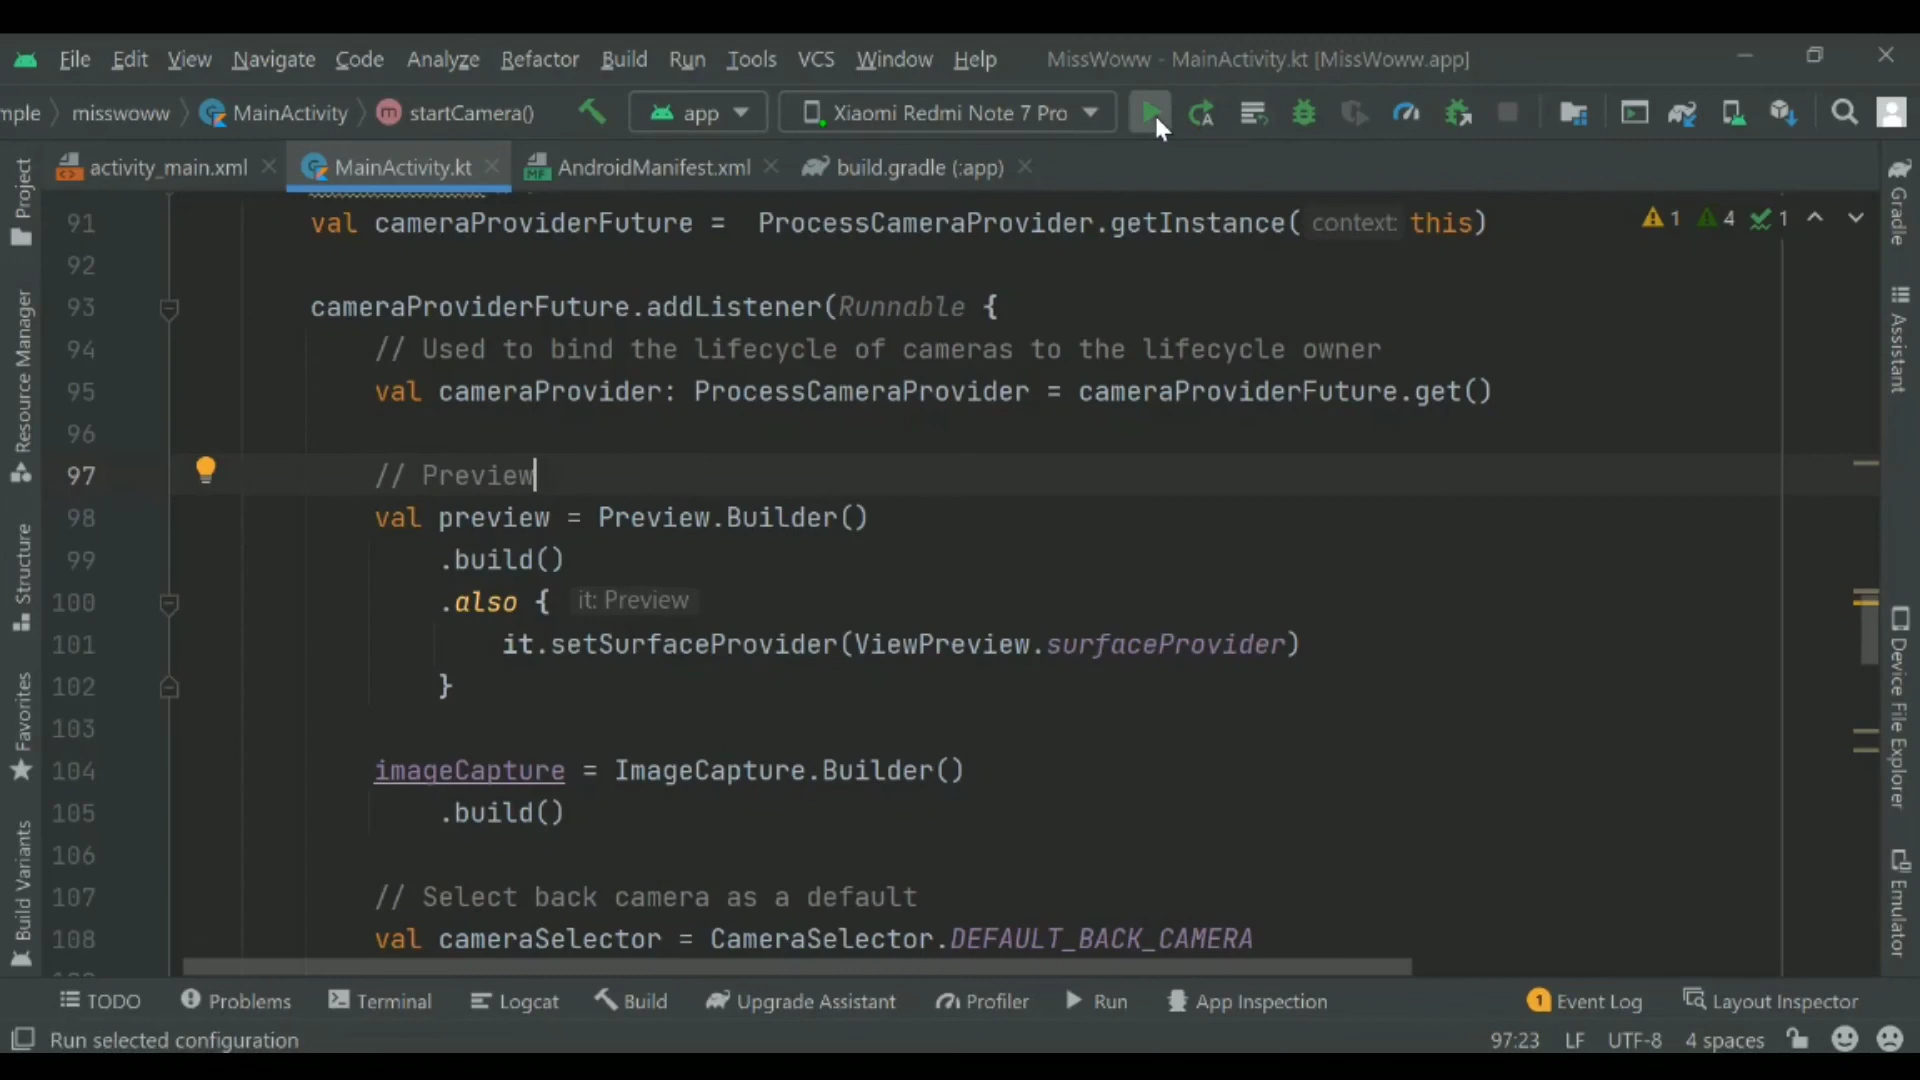 File Edit View Navigate Code Analyze Refactor Build Run Tools VCS Window Help MissWoww - MainActivity.kt [MissWoww.app]
mple misswoww MainActivity m startCamera() app Xiaomi Redmi Note 7 Pro
activity_main.xml MainActivity.kt MF AndroidManifest.xml build.gradle (:app)
91 val cameraProviderFuture = ProcessCameraProvider.getInstance( context: this) 1 4 1
92
93 cameraProviderFuture.addListener(Runnable {
94 // Used to bind the lifecycle of cameras to the lifecycle owner
95 val cameraProvider: ProcessCameraProvider = cameraProviderFuture.get()
96
97 // Preview
98 val preview = Preview.Builder()
99 .build()
100 .also { it: Preview
101 it.setSurfaceProvider(ViewPreview.surfaceProvider)
102 }
103
104 imageCapture = ImageCapture.Builder()
105 .build()
106
107 // Select back camera as a default
108 val cameraSelector = CameraSelector.DEFAULT_BACK_CAMERA
Project
Resource Manager
Structure
Favorites
Build Variants
Gradle
Assistant
Device File Explorer
Emulator
TODO Problems Terminal Logcat Build Upgrade Assistant Profiler Run App Inspection 1 Event Log Layout Inspector
Run selected configuration 97:23 LF UTF-8 4 spaces